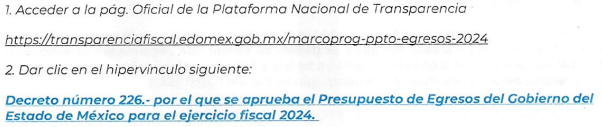 1. Acceder a la pág. Oficial de la Plataforma Nacional de Transparencia
https://transparenciafiscal.edomex.gob.mx/marcoprog-ppto-egresos-2024
2. Dar clic en el hipervínculo siguiente:
Decreto número 226.- por el que se aprueba el Presupuesto de Egresos del Gobierno del
Estado de México para el ejercicio fiscal 2024.